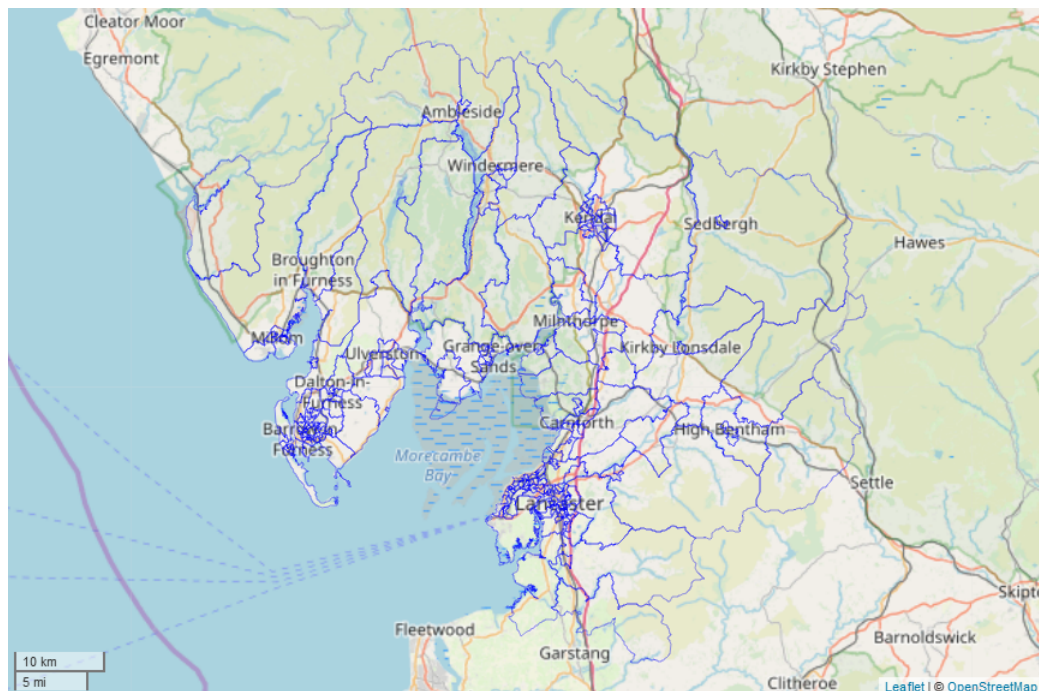 Cleator Moor
Egremont
Kirkby Stephen
Ambleside
Windermere
Kendal
Sedbergh
Hawes
Broughton
in Furness
Millom
Milnthorpe
Ulverston
Grange-over-
Sands
Kirkby Lonsdale
Dalton-in-
Furness
Carnforth
High Bentham
Barrow-in-
Furness
Morecambe
Bay
Settle
Lancaster
Skipt
Fleetwood
Barnoldswick
Garstang
10 km
5 mi
Clitheroe
Leaflet | © OpenStreetMap